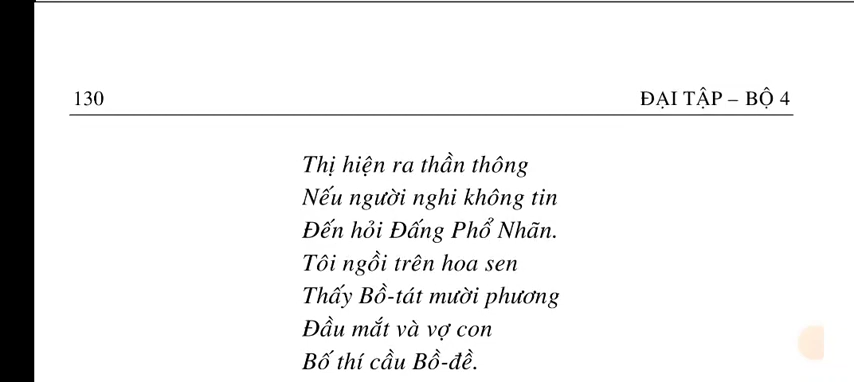 130 ĐẠI TẬP – BỘ 4
Thị hiện ra thần thông
Nếu người nghi không tin
Đến hỏi Đấng Phổ Nhãn.
Tôi ngồi trên hoa sen
Thấy Bồ-tát mười phương
Đầu mắt và vợ con
Bố thí cầu Bồ-đề.